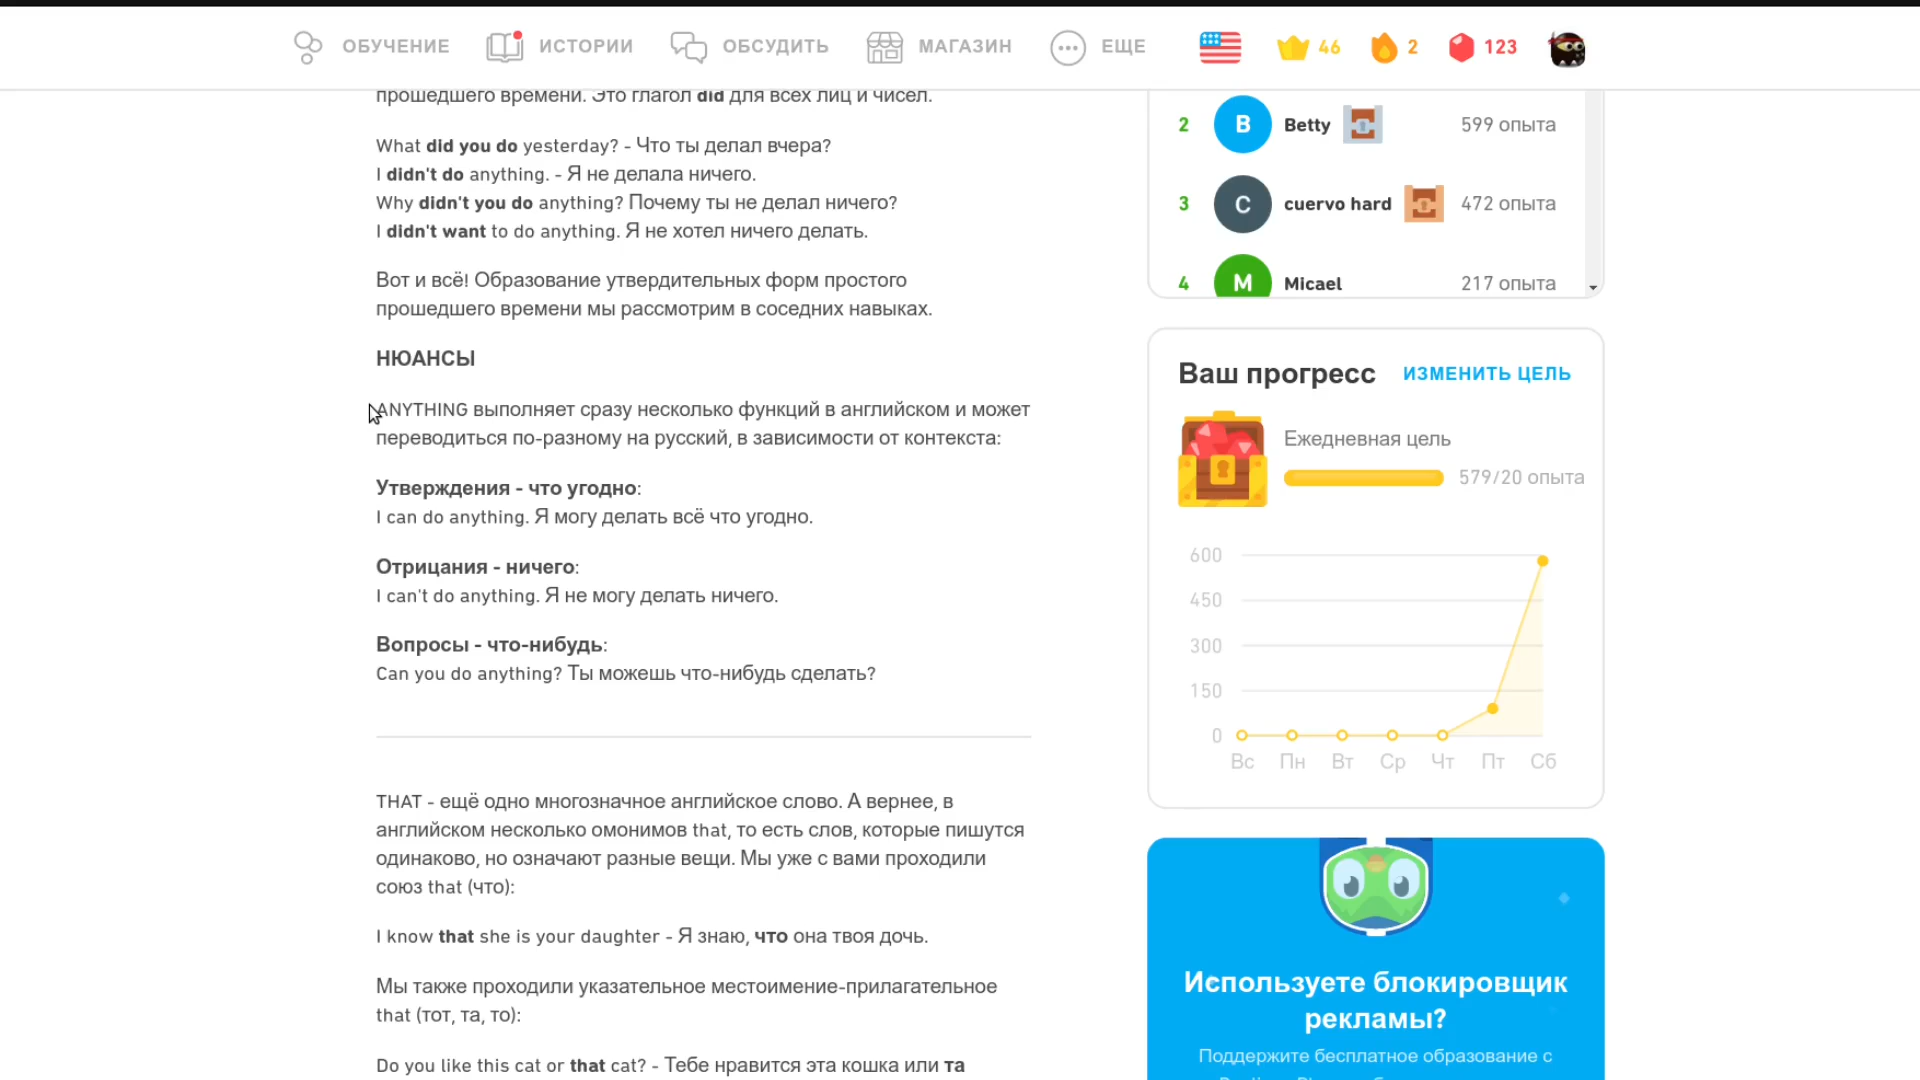 ОБУЧЕНИЕ
ИСТОРИИ
ОБСУДИТЬ
МАГАЗИН
ЕЩЕ
46
2
123
прошедшего времени. Это глагол did для всех лиц и чисел.
What did you do yesterday? - Что ты делал вчера?
I didn't do anything. - Я не делала ничего.
Why didn't you do anything? Почему ты не делал ничего?
I didn't want to do anything. Я не хотел ничего делать.
Вот и всё! Образование утвердительных форм простого
прошедшего времени мы рассмотрим в соседних навыках.
НЮАНСЫ
ANYTHING выполняет сразу несколько функций в английском и может
переводиться по-разному на русский, в зависимости от контекста:
Утверждения - что угодно:
I can do anything. Я могу делать всё что угодно.
Отрицания - ничего:
I can't do anything. Я не могу делать ничего.
Вопросы - что-нибудь:
Can you do anything? Ты можешь что-нибудь сделать?
THAT - ещё одно многозначное английское слово. А вернее, в
английском несколько омонимов that, то есть слов, которые пишутся
одинаково, но означают разные вещи. Мы уже с вами проходили
союз that (что):
I know that she is your daughter - Я знаю, что она твоя дочь.
Мы также проходили указательное местоимение-прилагательное
that (тот, та, то):
Do you like this cat or that cat? - Тебе нравится эта кошка или та
2 B Betty 599 опыта
3 C cuervo hard 472 опыта
4 M Micael 217 опыта
Ваш прогресс ИЗМЕНИТЬ ЦЕЛЬ
Ежедневная цель
579/20 опыта
600
450
300
150
0
Вс Пн Вт Ср Чт Пт Сб
Используете блокировщик
рекламы?
Поддержите бесплатное образование с